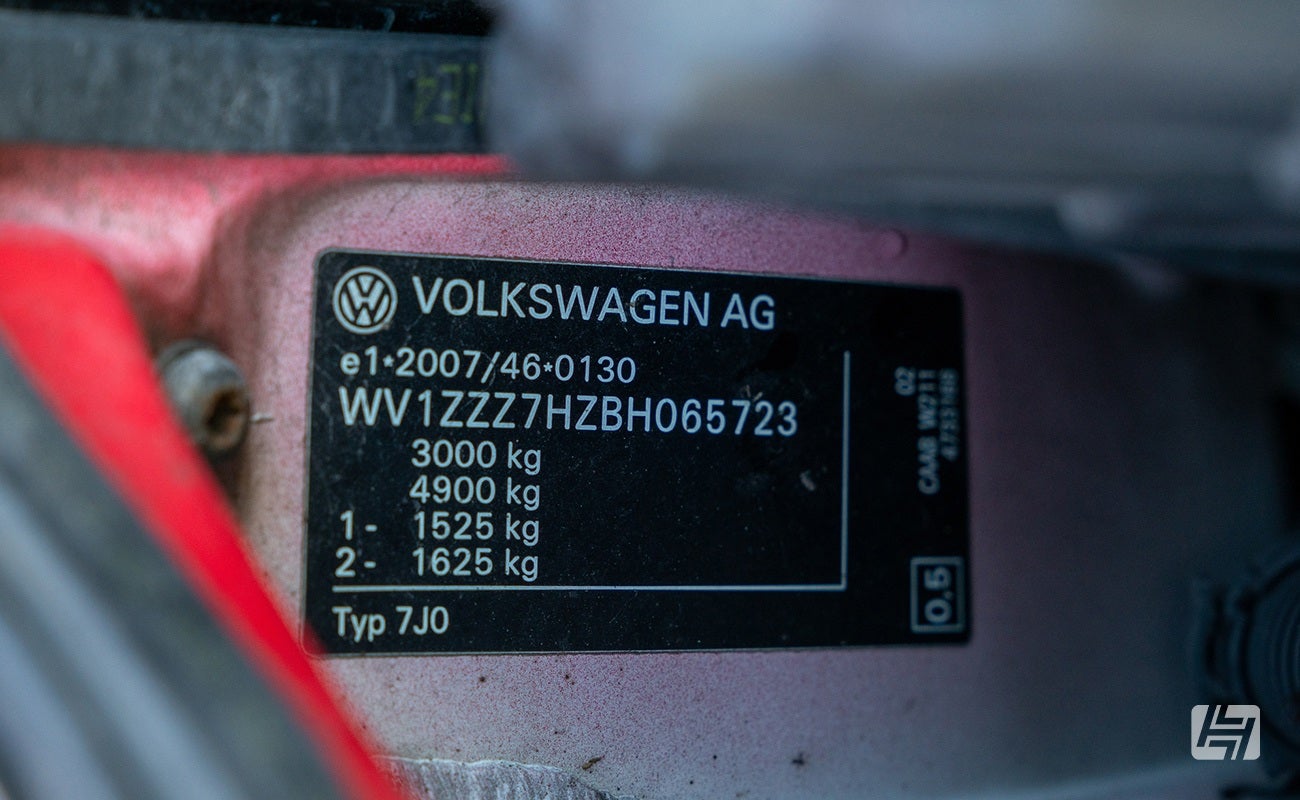 VOLKSWAGEN AG
e1*2007/46*0130
WV1ZZZ7HZBH065723
3000 kg
4900 kg
1- 1525 kg
2- 1625 kg
Typ 7J0
02
CAAB W211
0.5